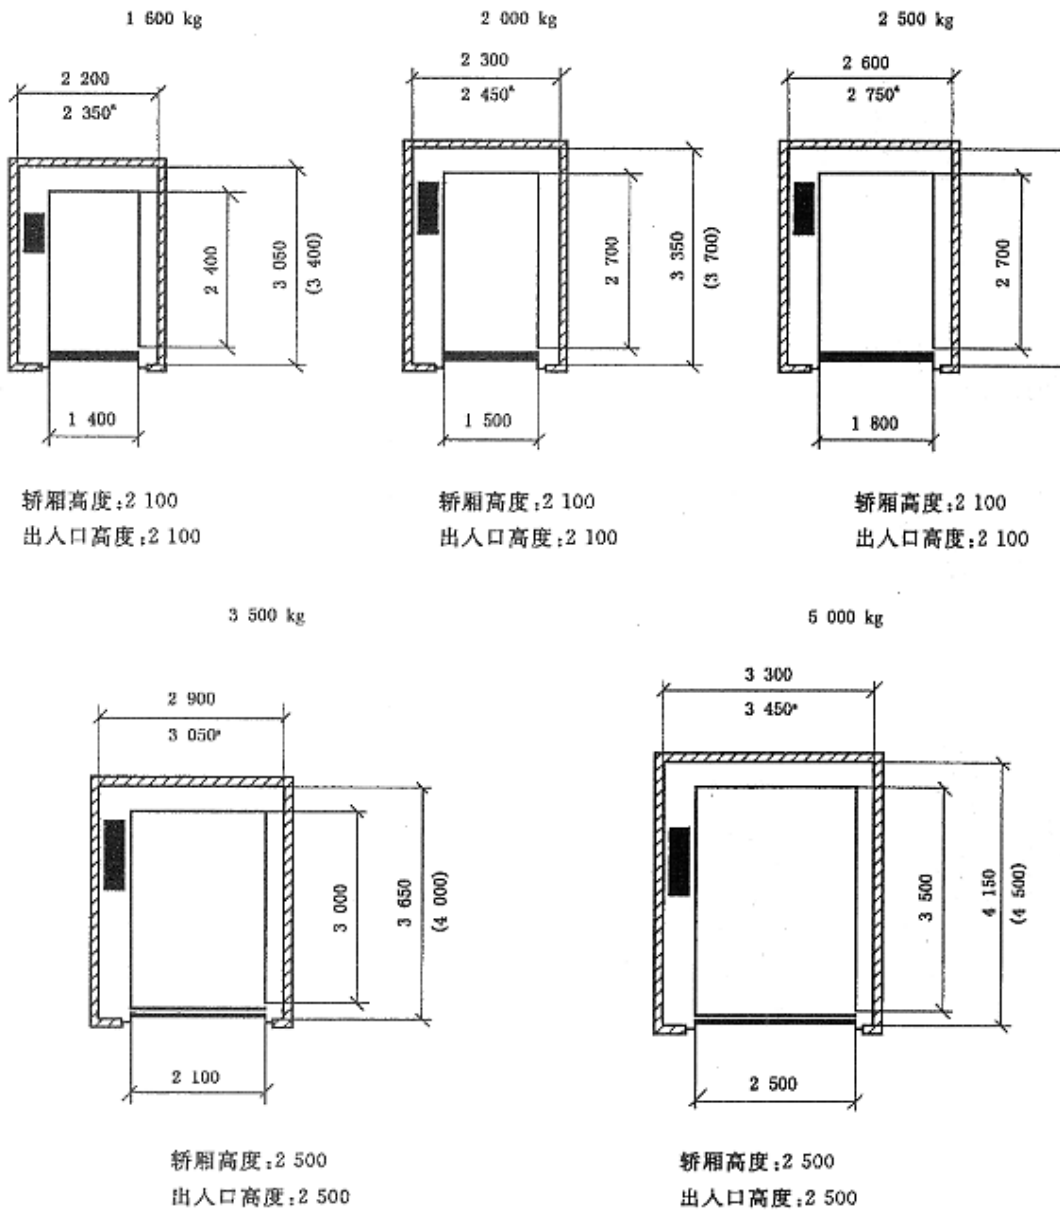 1 600 kg
2 000 kg
2 500 kg
2 200
2 350ᵃ
2 300
2 450ᵃ
2 600
2 750ᵃ
2 400
3 050
(3 400)
2 700
3 350
(3 700)
2 700
1 400
1 500
1 800
轿厢高度:2 100
出入口高度:2 100
轿厢高度:2 100
出入口高度:2 100
轿厢高度:2 100
出入口高度:2 100
3 500 kg
5 000 kg
2 900
3 050ᵃ
3 300
3 450ᵃ
3 000
3 650
(4 000)
3 500
4 150
(4 500)
2 100
2 500
轿厢高度:2 500
出入口高度:2 500
轿厢高度:2 500
出入口高度:2 500